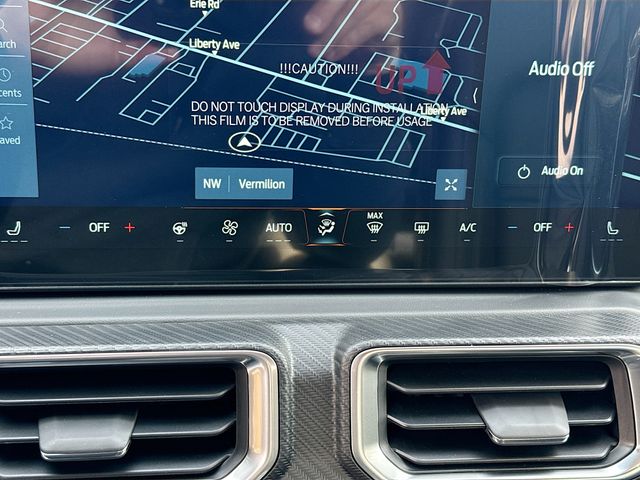 Erie Rd
Liberty Ave
!!!CAUTION!!!
UP
Audio Off
arch
DO NOT TOUCH DISPLAY DURING INSTALLATION
THIS FILM IS TO BE REMOVED BEFORE USAGE
Liberty Ave
cents
aved
NW Vermilion
Audio On
OFF
AUTO
MAX
A/C
OFF